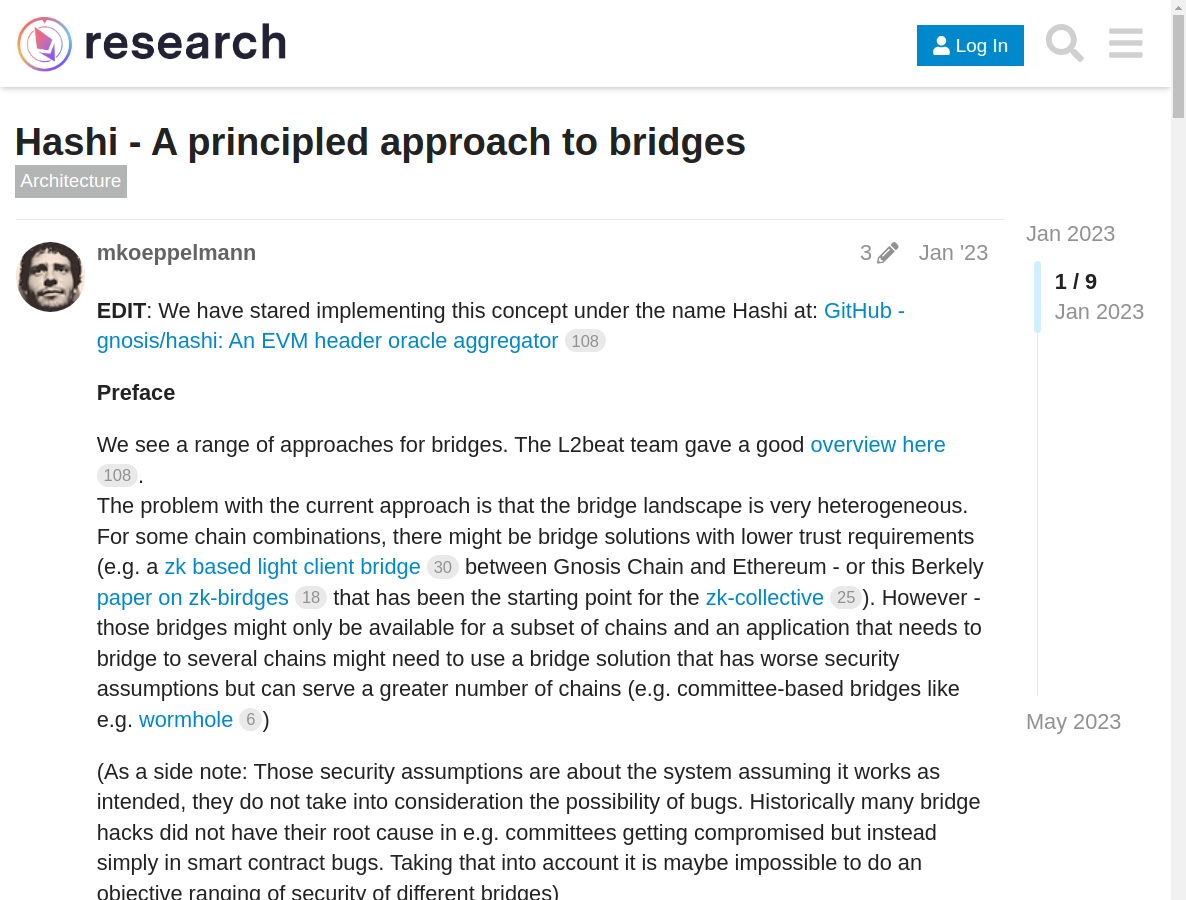 research
Log In
Hashi - A principled approach to bridges
Architecture
mkoeppelmann
3
Jan '23
Jan 2023
1 / 9
Jan 2023
EDIT: We have stared implementing this concept under the name Hashi at: GitHub -
gnosis/hashi: An EVM header oracle aggregator 108
Preface
We see a range of approaches for bridges. The L2beat team gave a good overview here
108 .
The problem with the current approach is that the bridge landscape is very heterogeneous.
For some chain combinations, there might be bridge solutions with lower trust requirements
(e.g. a zk based light client bridge 30 between Gnosis Chain and Ethereum - or this Berkely
paper on zk-birdges 18 that has been the starting point for the zk-collective 25 ). However -
those bridges might only be available for a subset of chains and an application that needs to
bridge to several chains might need to use a bridge solution that has worse security
assumptions but can serve a greater number of chains (e.g. committee-based bridges like
e.g. wormhole 6 )
May 2023
(As a side note: Those security assumptions are about the system assuming it works as
intended, they do not take into consideration the possibility of bugs. Historically many bridge
hacks did not have their root cause in e.g. committees getting compromised but instead
simply in smart contract bugs. Taking that into account it is maybe impossible to do an
objective ranging of security of different bridges)